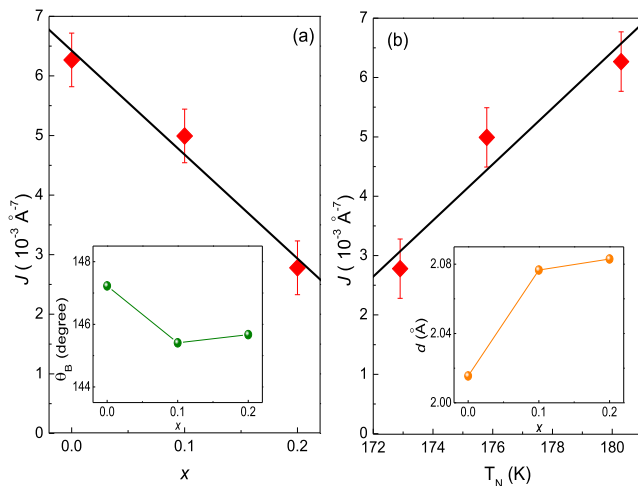 (a)
J ( 10⁻³ Å⁻⁷)
7
6
5
4
3
2
1
0
0.0 0.1 0.2
x
θ_B (degree)
148
146
144
0.0 0.1 0.2
x
(b)
J ( 10⁻³ Å⁻⁷)
7
6
5
4
3
2
1
0
172 174 176 178 180
T_N (K)
d (Å)
2.08
2.04
2.00
0.0 0.1 0.2
x